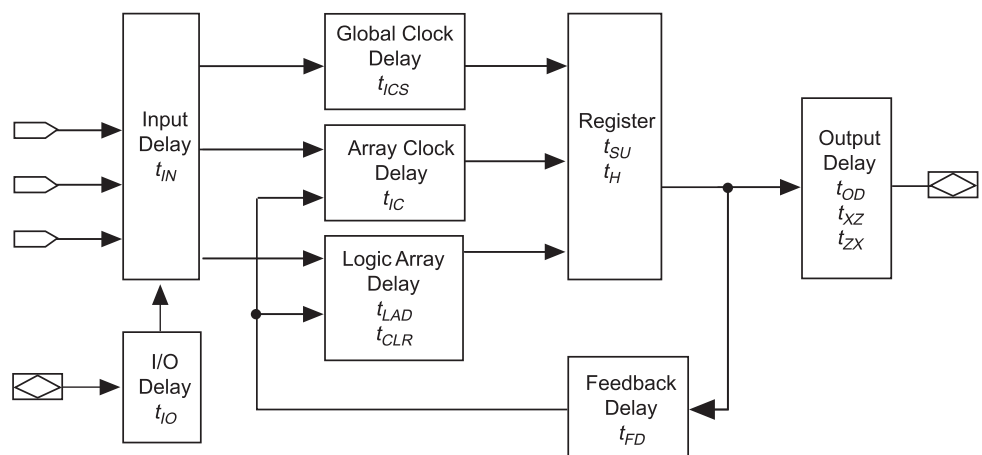 Input
Delay
tIN
I/O
Delay
tIO
Global Clock
Delay
tICS
Array Clock
Delay
tIC
Logic Array
Delay
tLAD
tCLR
Register
tSU
tH
Feedback
Delay
tFD
Output
Delay
tOD
tXZ
tZX